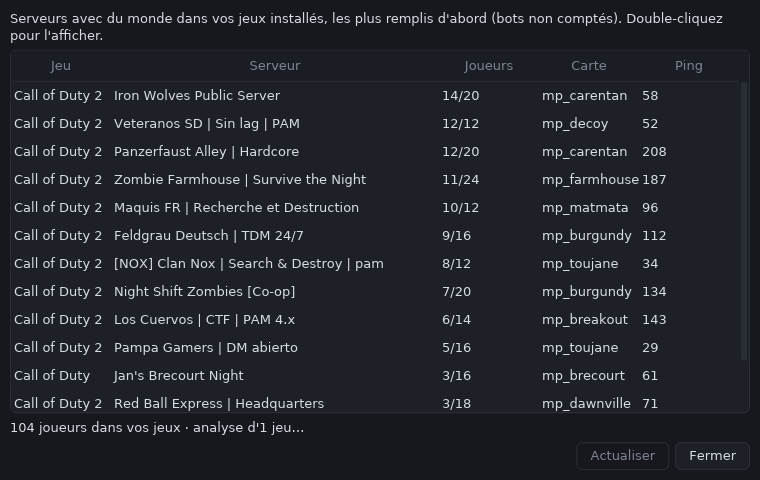 Serveurs avec du monde dans vos jeux installés, les plus remplis d'abord (bots non comptés). Double-cliquez
pour l'afficher.
Jeu Serveur Joueurs Carte Ping
Call of Duty 2 Iron Wolves Public Server 14/20 mp_carentan 58
Call of Duty 2 Veteranos SD | Sin lag | PAM 12/12 mp_decoy 52
Call of Duty 2 Panzerfaust Alley | Hardcore 12/20 mp_carentan 208
Call of Duty 2 Zombie Farmhouse | Survive the Night 11/24 mp_farmhouse 187
Call of Duty 2 Maquis FR | Recherche et Destruction 10/12 mp_matmata 96
Call of Duty 2 Feldgrau Deutsch | TDM 24/7 9/16 mp_burgundy 112
Call of Duty 2 [NOX] Clan Nox | Search & Destroy | pam 8/12 mp_toujane 34
Call of Duty 2 Night Shift Zombies [Co-op] 7/20 mp_burgundy 134
Call of Duty 2 Los Cuervos | CTF | PAM 4.x 6/14 mp_breakout 143
Call of Duty 2 Pampa Gamers | DM abierto 5/16 mp_toujane 29
Call of Duty Jan's Brecourt Night 3/16 mp_brecourt 61
Call of Duty 2 Red Ball Express | Headquarters 3/18 mp_dawnville 71
104 joueurs dans vos jeux · analyse d'1 jeu...
Actualiser Fermer